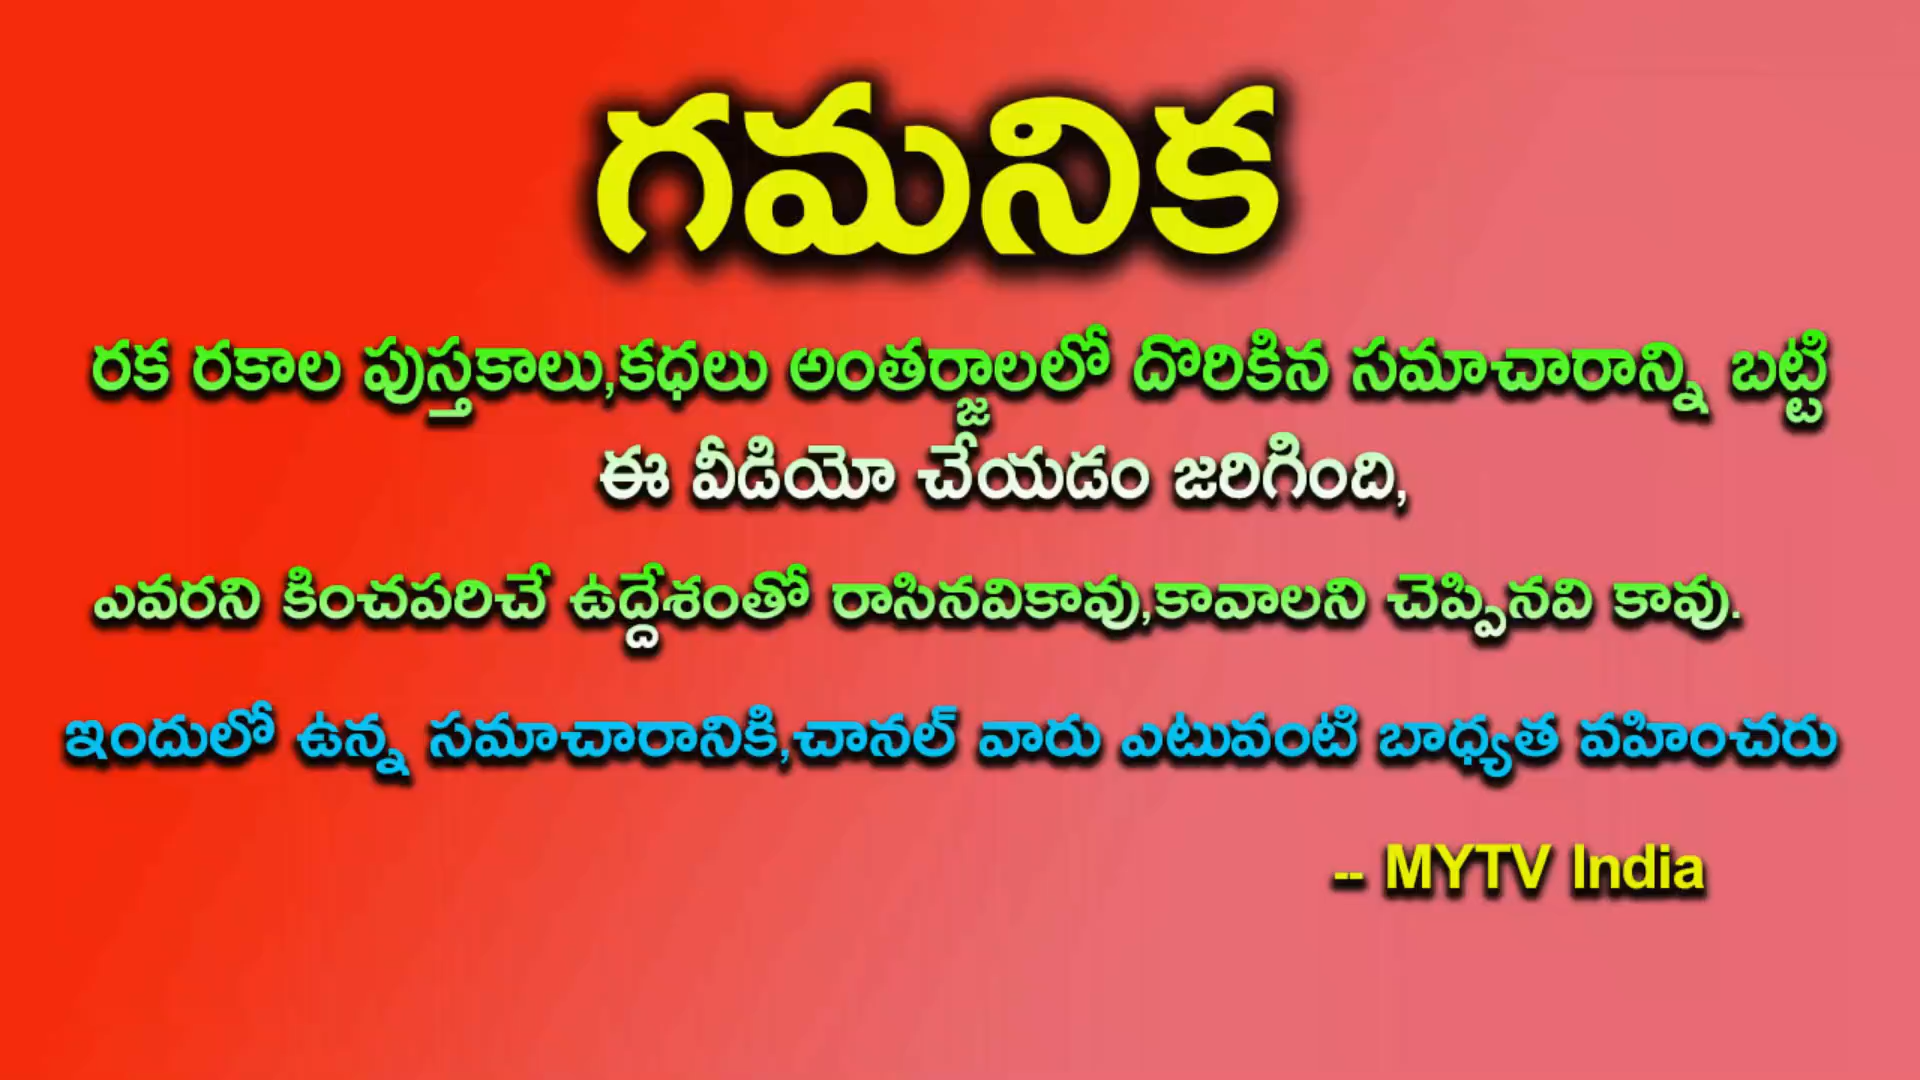 గమనిక
రక రకాల పుస్తకాలు,కధలు అంతర్జాలలో దొరికిన సమాచారాన్ని బట్టి
ఈ వీడియో చేయడం జరిగింది,
ఎవరని కించపరిచే ఉద్దేశంతో రాసినవికావు,కావాలని చెప్పినవి కావు.
ఇందులో ఉన్న సమాచారానికి,చానల్ వారు ఎటువంటి బాధ్యత వహించరు
-- MYTV India